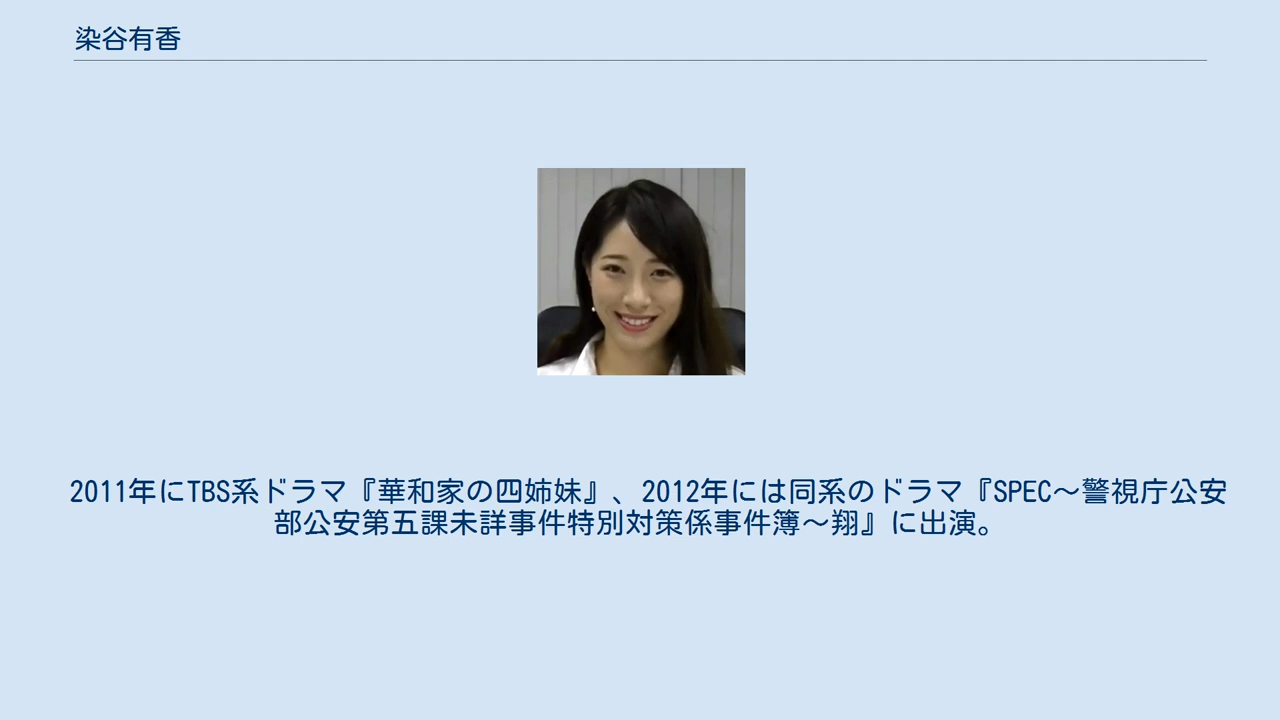 染谷有香
2011年にTBS系ドラマ『華和家の四姉妹』、2012年には同系のドラマ『SPEC～警視庁公安
部公安第五課未詳事件特別対策係事件簿～翔』に出演。